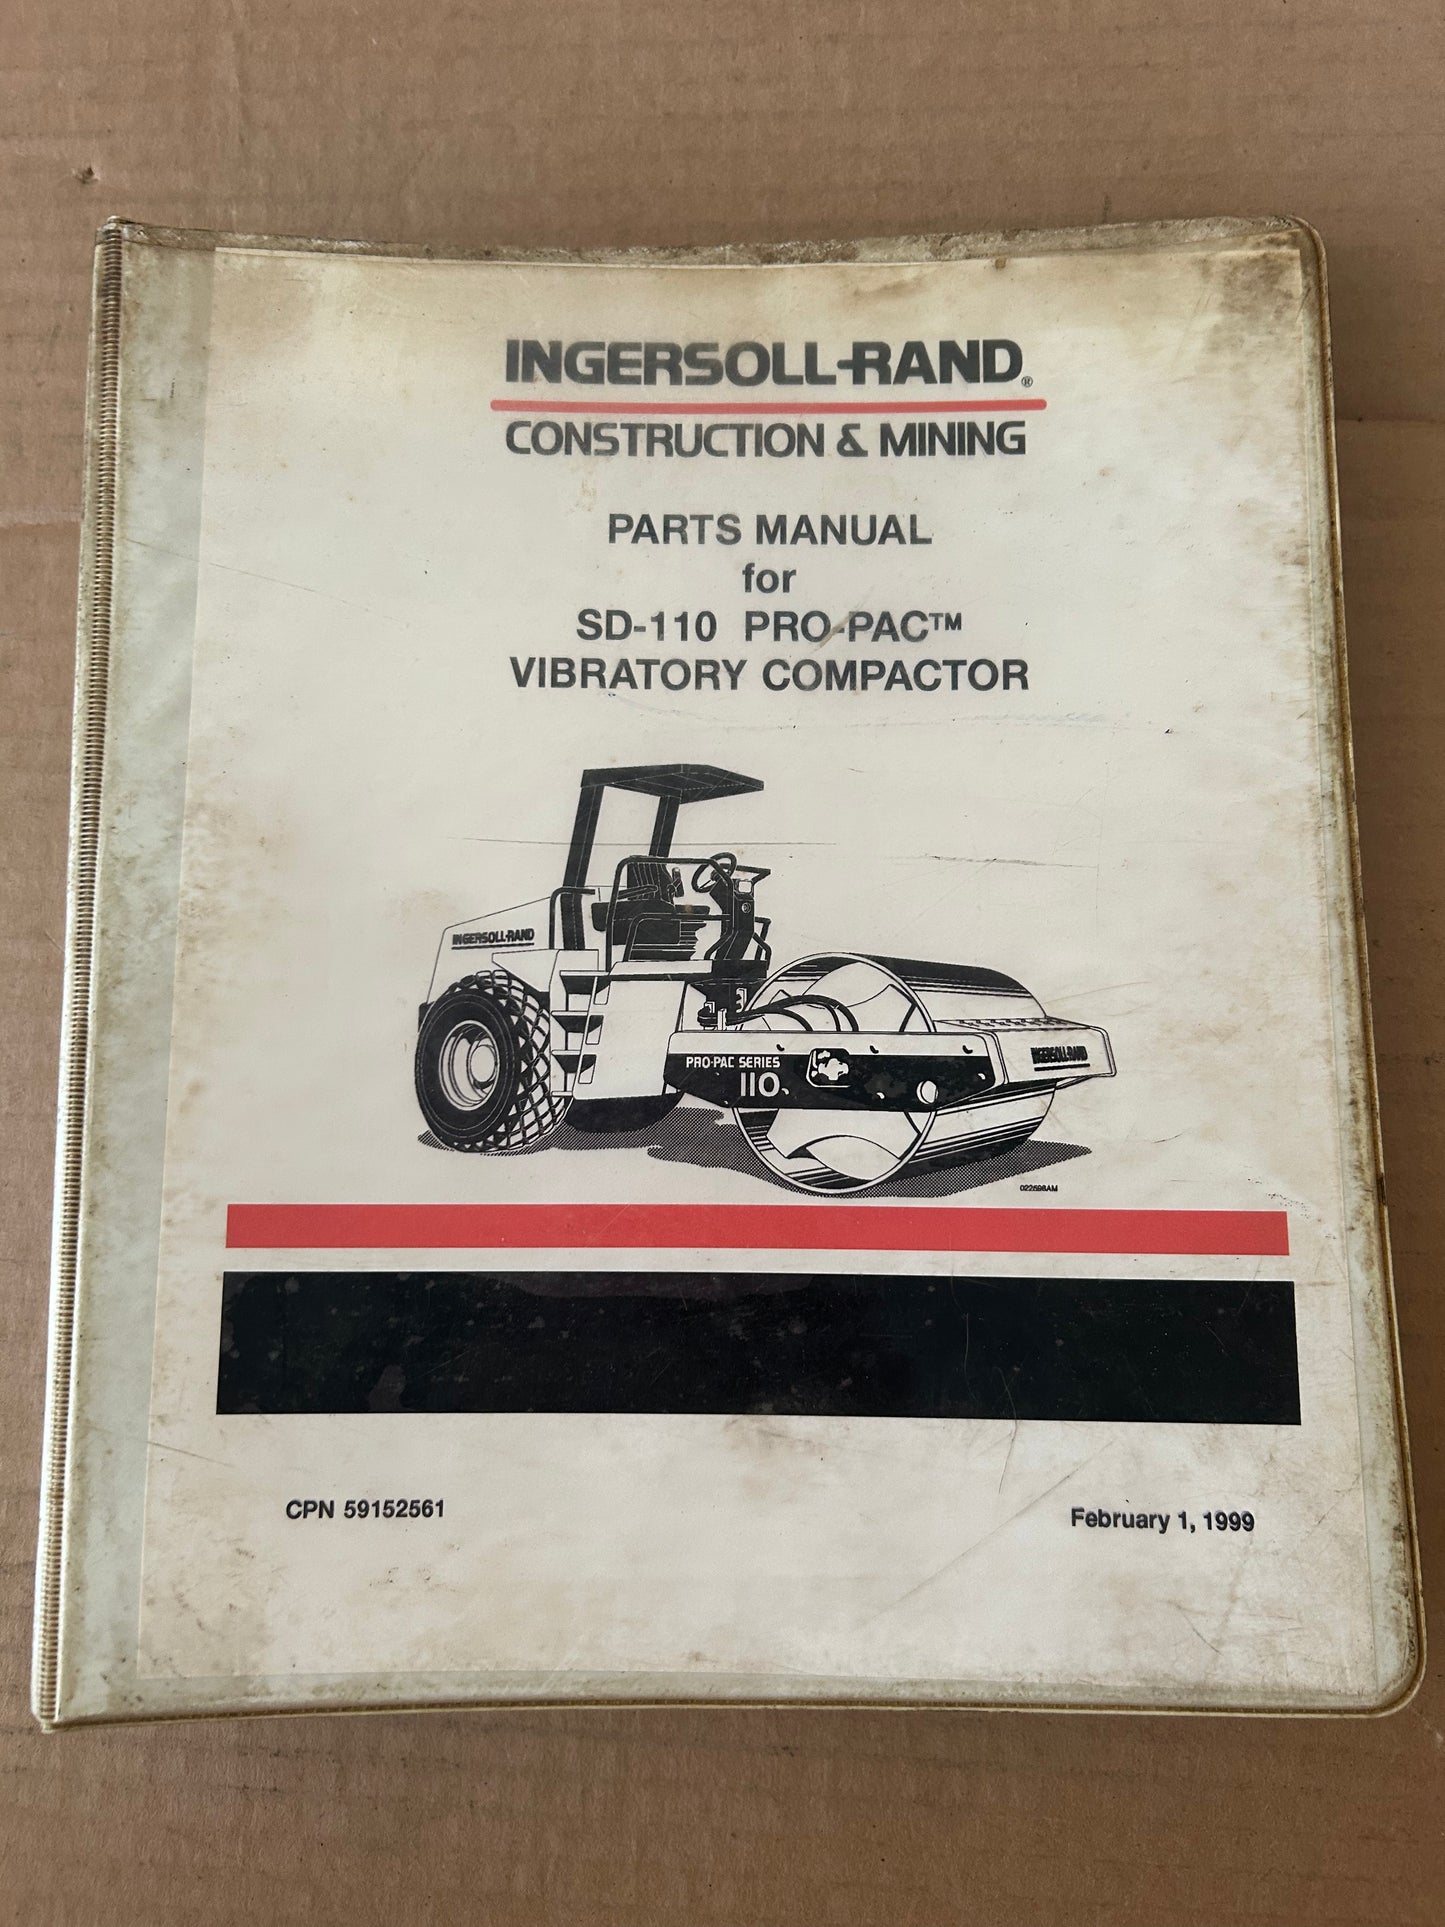 INGERSOLL-RAND®
CONSTRUCTION & MINING
PARTS MANUAL
for
SD-110 PRO-PAC™
VIBRATORY COMPACTOR
INGERSOLL-RAND
PRO-PAC SERIES
110
INGERSOLL-RAND
022698AM
CPN 59152561
February 1, 1999